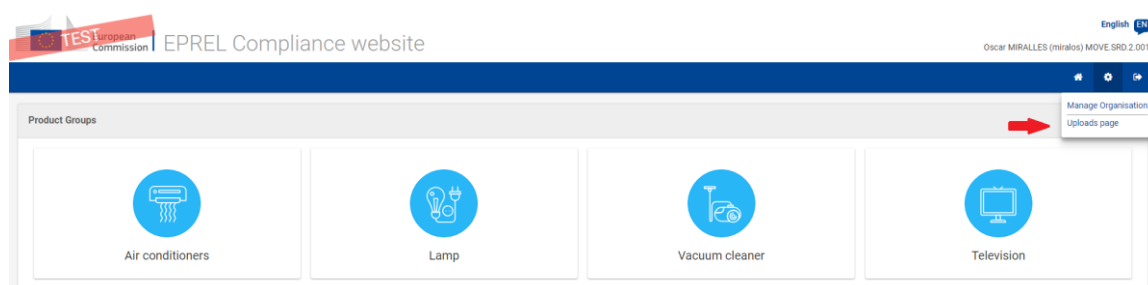 TEST
European
Commission
EPREL Compliance website
English EN
Oscar MIRALLES (miralos) MOVE.SRD.2.001
Manage Organisation
Product Groups
Uploads page
Air conditioners
Lamp
Vacuum cleaner
Television